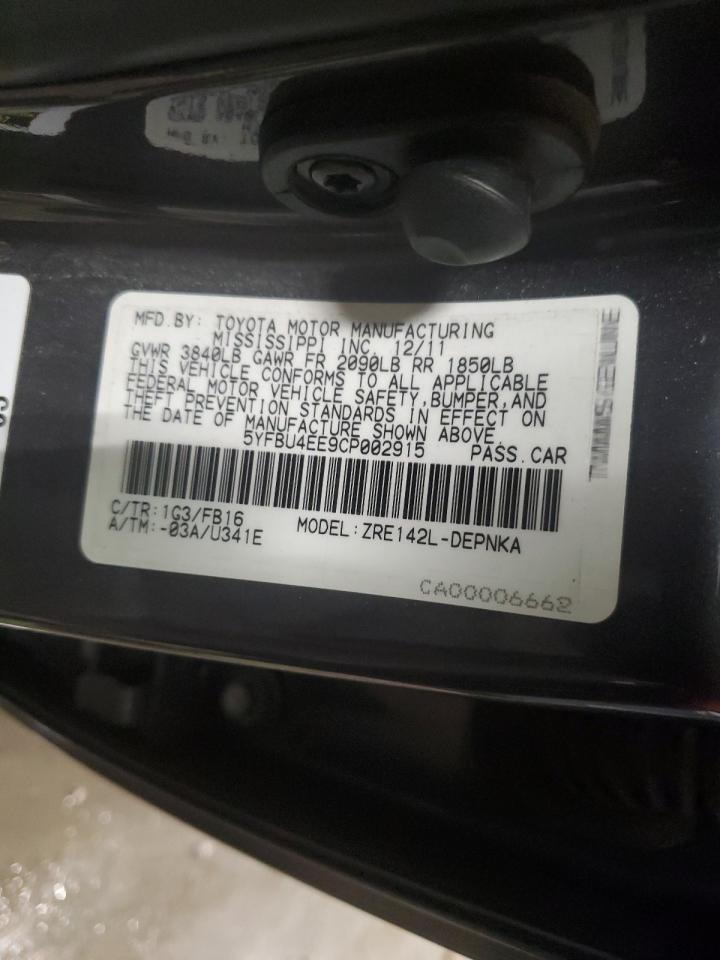 MFD.BY: TOYOTA MOTOR MANUFACTURING
MISSISSIPPI INC. 12/11
GVWR 3840LB GAWR FR 2090LB RR 1850LB
THIS VEHICLE CONFORMS TO ALL APPLICABLE
FEDERAL MOTOR VEHICLE SAFETY,BUMPER,AND
THEFT PREVENTION STANDARDS IN EFFECT ON
THE DATE OF MANUFACTURE SHOWN ABOVE.
5YFBU4EE9CP002915 PASS.CAR
C/TR:1G3/FB16
A/TM:-03A/U341E MODEL:ZRE142L-DEPNKA
CA00006662